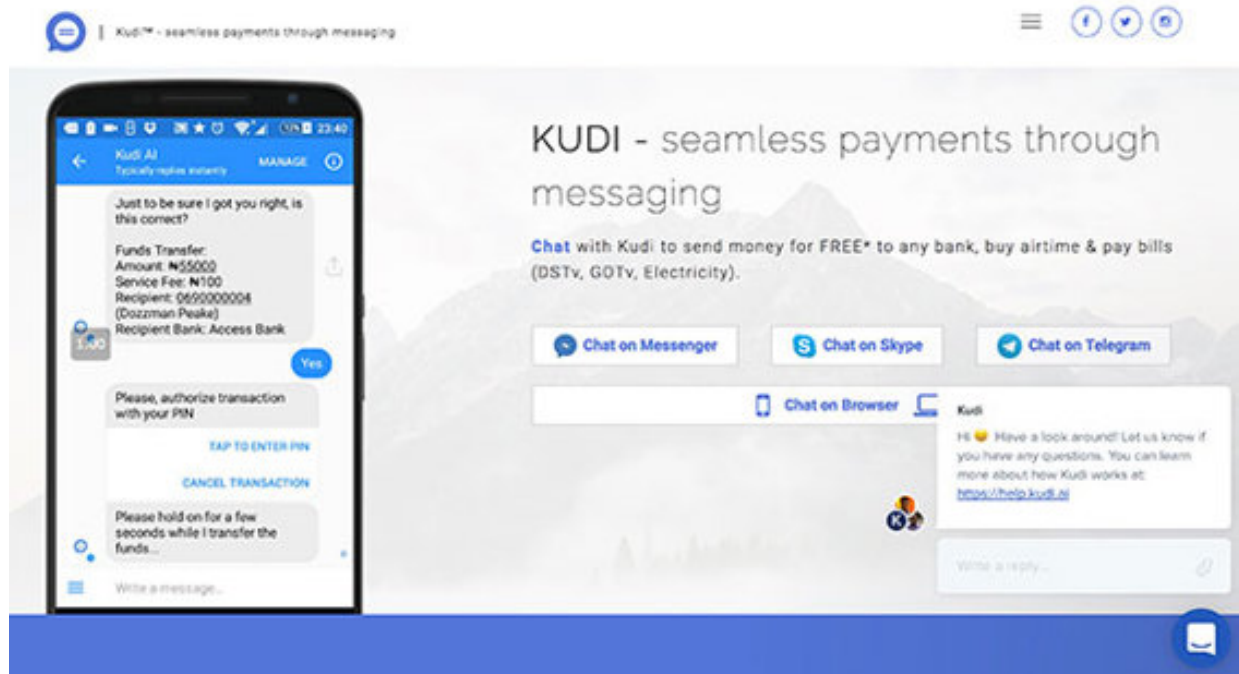 Kudi™ - seamless payments through messaging
23:40
Kudi AI
Typically replies instantly
MANAGE
Just to be sure I got you right, is
this correct?
Funds Transfer:
Amount: ₦55000
Service Fee: ₦100
Recipient: 0690000004
(Dozzman Peake)
Recipient Bank: Access Bank
1:00
Yes
Please, authorize transaction
with your PIN
TAP TO ENTER PIN
CANCEL TRANSACTION
Please hold on for a few
seconds while I transfer the
funds...
Write a message...
KUDI - seamless payments through
messaging
Chat with Kudi to send money for FREE* to any bank, buy airtime & pay bills
(DSTv, GOTv, Electricity).
Chat on Messenger
Chat on Skype
Chat on Telegram
Chat on Browser
Kudi
Hi 😀 Have a look around! Let us know if
you have any questions. You can learn
more about how Kudi works at:
https://help.kudi.ai
K
Write a reply...